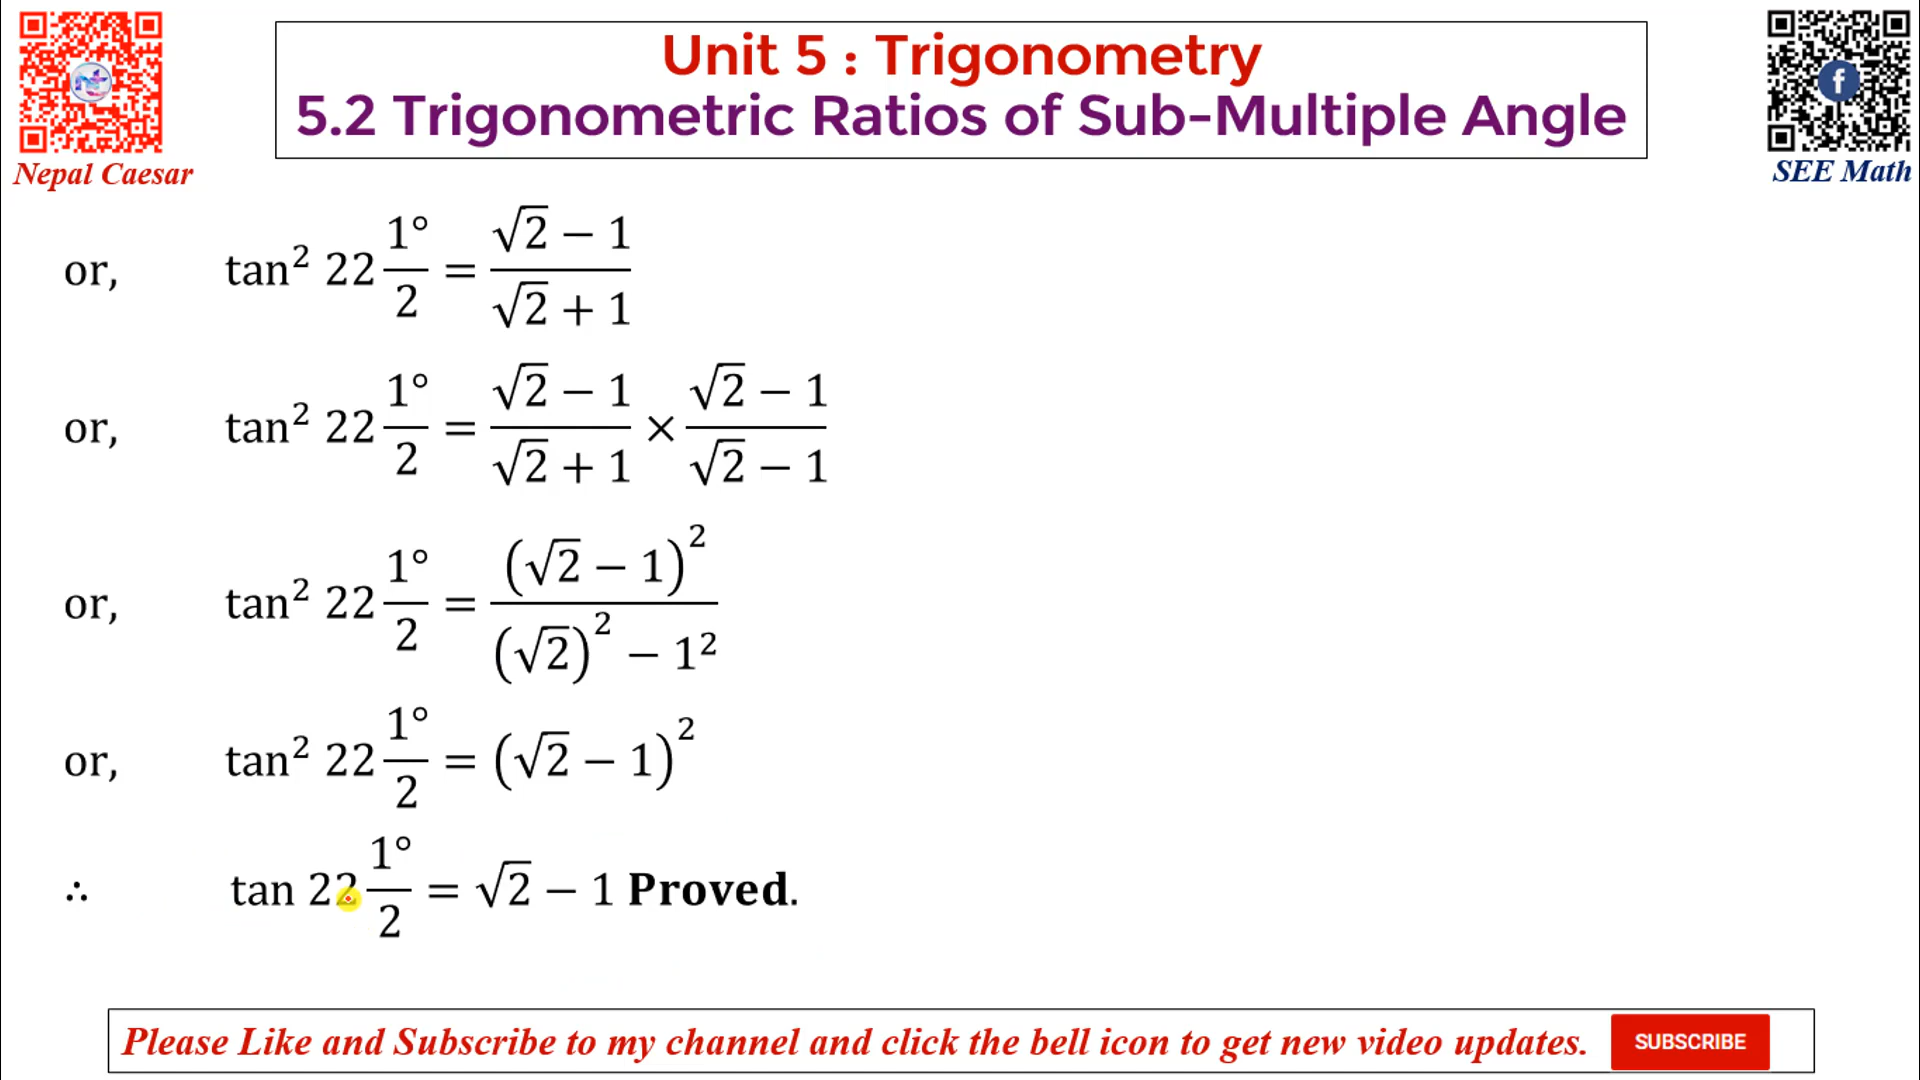 Unit 5 : Trigonometry
5.2 Trigonometric Ratios of Sub-Multiple Angle
Nepal Caesar
SEE Math
or, tan² 22 1°/2 = (√2 − 1)/(√2 + 1)
or, tan² 22 1°/2 = (√2 − 1)/(√2 + 1) × (√2 − 1)/(√2 − 1)
or, tan² 22 1°/2 = (√2 − 1)²/((√2)² − 1²)
or, tan² 22 1°/2 = (√2 − 1)²
∴ tan 22 1°/2 = √2 − 1 Proved.
Please Like and Subscribe to my channel and click the bell icon to get new video updates.
SUBSCRIBE